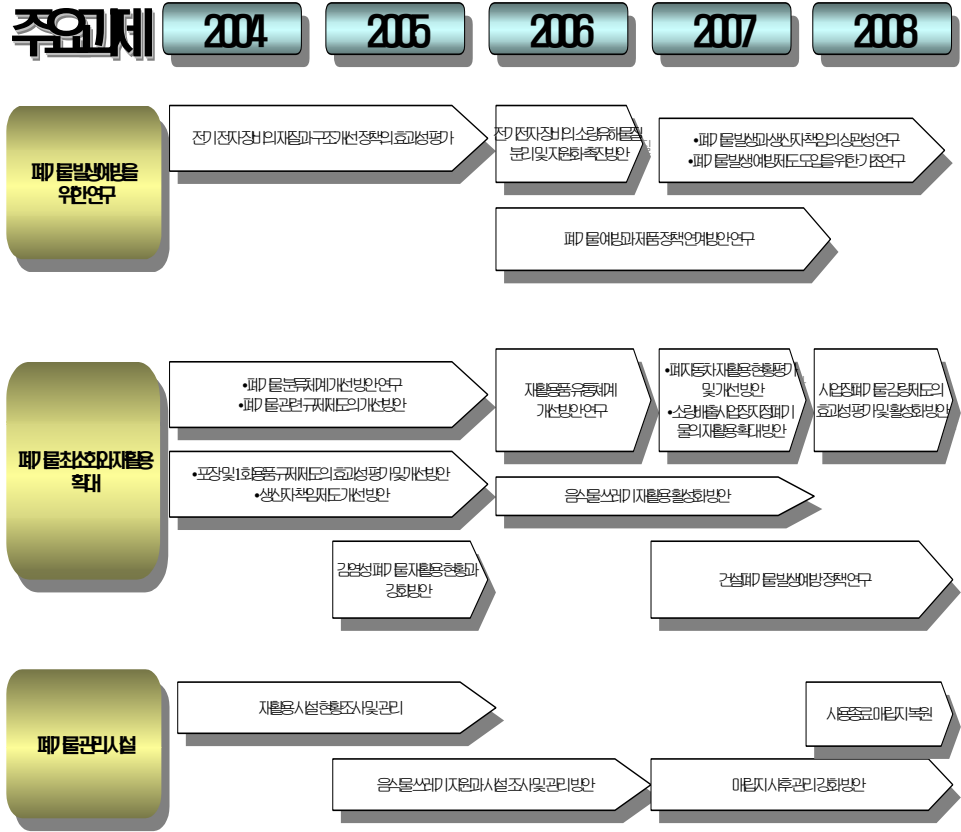 주요과제
2004
2005
2006
2007
2008
폐기물발생예방을
위한연구
전기전자장비의재질과구조개선정책의효과성평가
전기전자장비의소량유해물질
분리및자원화촉진방안
•폐기물발생과생산자책임의상관성연구
•폐기물발생예방제도도입을위한기초연구
폐기물예방과제품정책연계방안연구
폐기물최소화와재활용
확대
•폐기물분류체계개선방안연구
•폐기물관련규제제도의개선방안
재활용품유통체계
개선방안연구
•폐자동차재활용현황평가
및개선방안
•소량배출사업장지정폐기
물의재활용확대방안
사업장폐기물감량제도의
효과성평가및활성화방안
•포장및1회용품규제제도의효과성평가및개선방안
•생산자책임제도개선방안
음식물쓰레기재활용활성화방안
감염성폐기물재활용현황과
강화방안
건설폐기물발생예방정책연구
폐기물관리시설
재활용시설현황조사및관리
사용종료매립지복원
음식물쓰레기자원과시설조사및관리방안
매립지사후관리강화방안